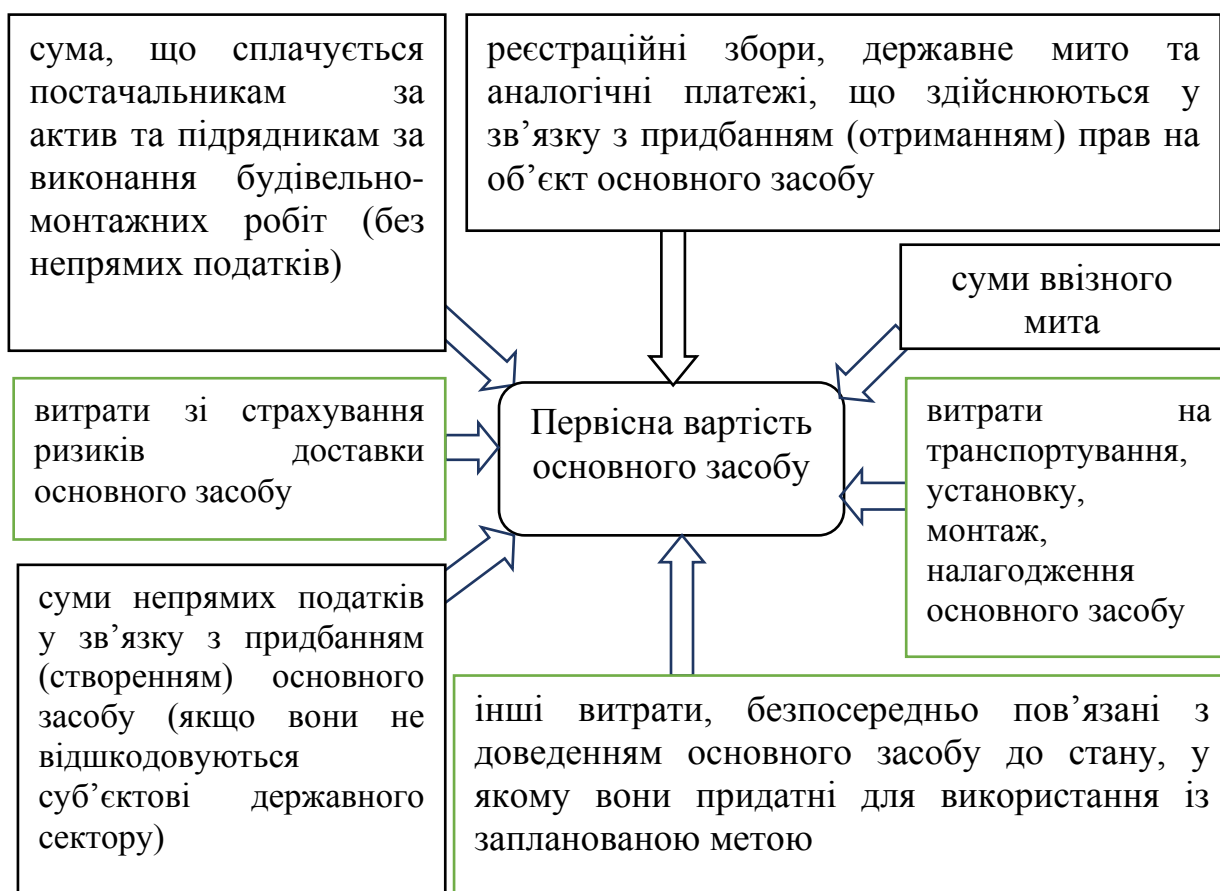 сума, що сплачується
постачальникам за
актив та підрядникам за
виконання будівельно-
монтажних робіт (без
непрямих податків)
реєстраційні збори, державне мито та
аналогічні платежі, що здійснюються у
зв’язку з придбанням (отриманням) прав на
об’єкт основного засобу
суми ввізного
мита
витрати зі страхування
ризиків доставки
основного засобу
Первісна вартість
основного засобу
витрати на
транспортування,
установку,
монтаж,
налагодження
основного засобу
суми непрямих податків
у зв’язку з придбанням
(створенням) основного
засобу (якщо вони не
відшкодовуються
суб’єктові державного
сектору)
інші витрати, безпосередньо пов’язані з
доведенням основного засобу до стану, у
якому вони придатні для використання із
запланованою метою